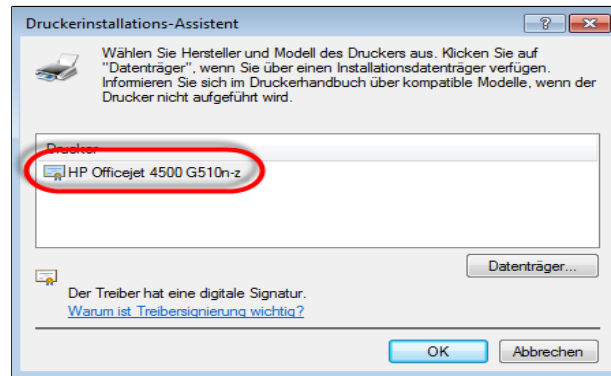 Druckerinstallations-Assistent
Wählen Sie Hersteller und Modell des Druckers aus. Klicken Sie auf
"Datenträger", wenn Sie über einen Installationsdatenträger verfügen.
Informieren Sie sich im Druckerhandbuch über kompatible Modelle, wenn der
Drucker nicht aufgeführt wird.
Drucker
HP Officejet 4500 G510n-z
Datenträger...
Der Treiber hat eine digitale Signatur.
Warum ist Treibersignierung wichtig?
OK
Abbrechen